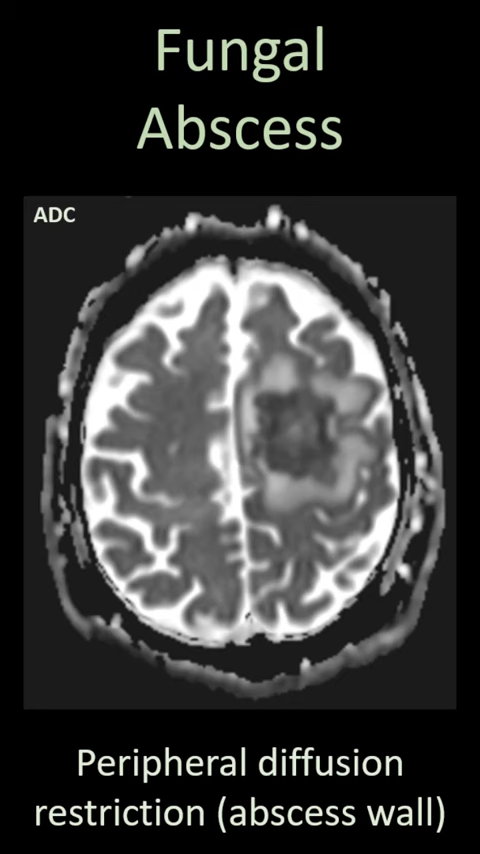 Fungal
Abscess
ADC
Peripheral diffusion
restriction (abscess wall)